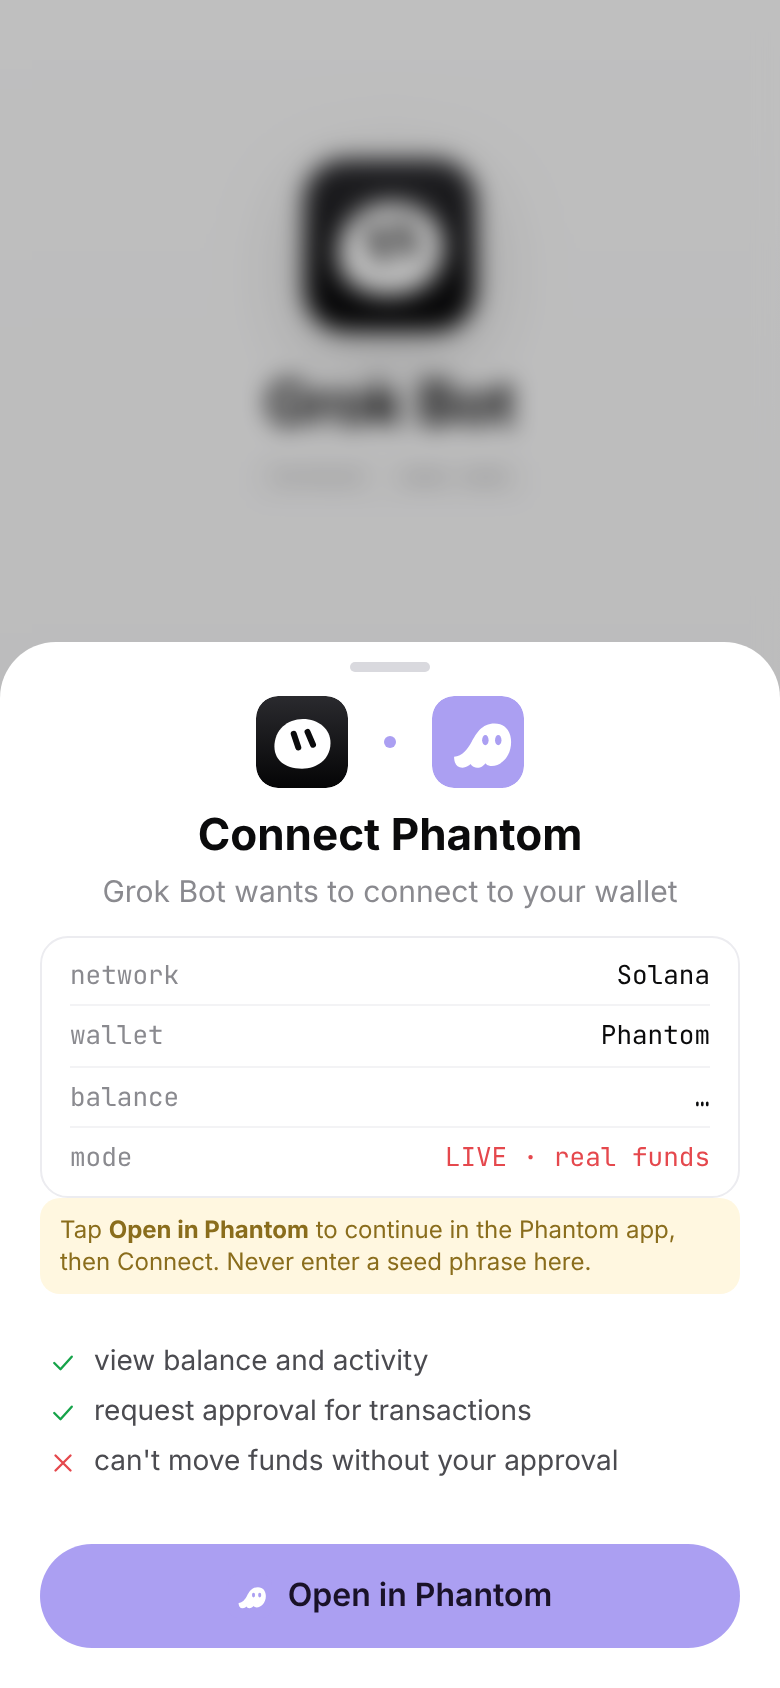 Grok Bot
Connect Phantom
Grok Bot wants to connect to your wallet
network Solana
wallet Phantom
balance …
mode LIVE · real funds
Tap Open in Phantom to continue in the Phantom app,
then Connect. Never enter a seed phrase here.
view balance and activity
request approval for transactions
can't move funds without your approval
Open in Phantom